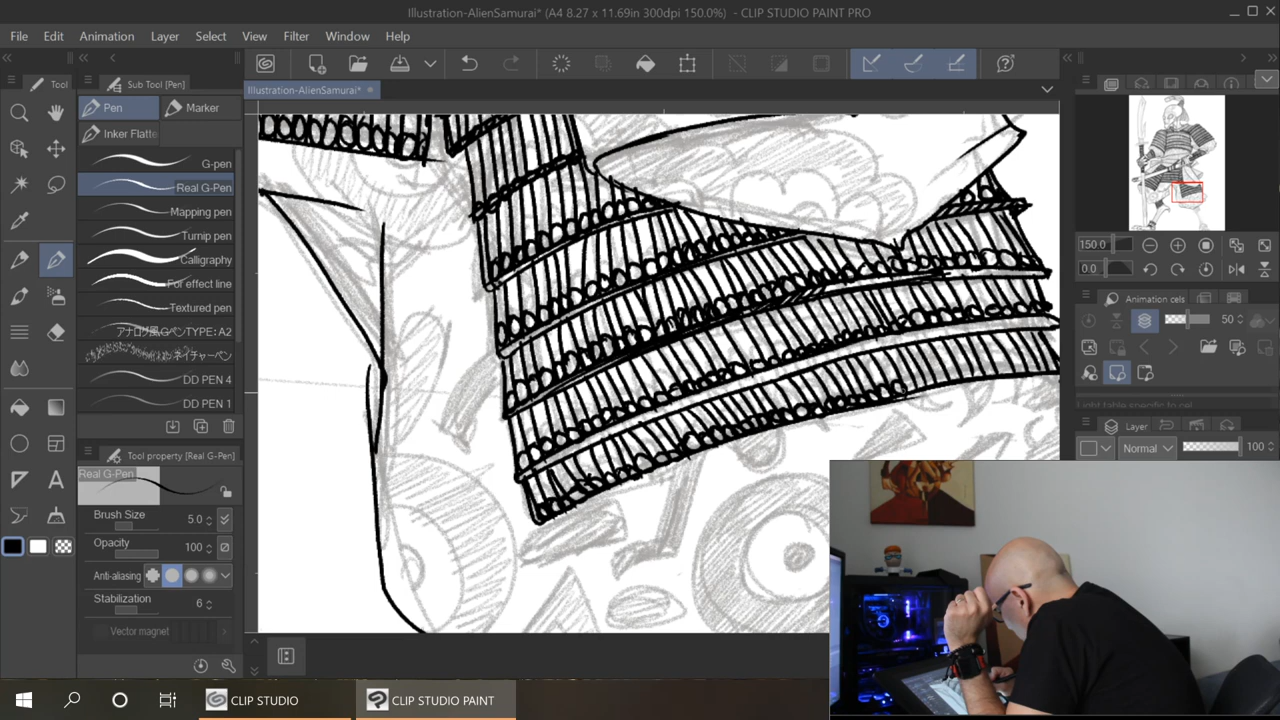 Illustration-AlienSamurai* (A4 8.27 x 11.69in 300dpi 150.0%) - CLIP STUDIO PAINT PRO
File Edit Animation Layer Select View Filter Window Help
Tool
Sub Tool [Pen]
Illustration-AlienSamurai*
Pen
Marker
Inker Flatte
G-pen
Real G-Pen
Mapping pen
Turnip pen
Calligraphy
For effect line
Textured pen
アナログ風GペンTYPE:A2
DD PEN 4
DD PEN 1
Tool property [Real G-Pen]
Real G-Pen
Brush Size 5.0
Opacity 100
Anti-aliasing
Stabilization 6
Vector magnet
150.0
0.0
Animation cels
50
Light table specific to cel
Layer
Normal 100
CLIP STUDIO
CLIP STUDIO PAINT